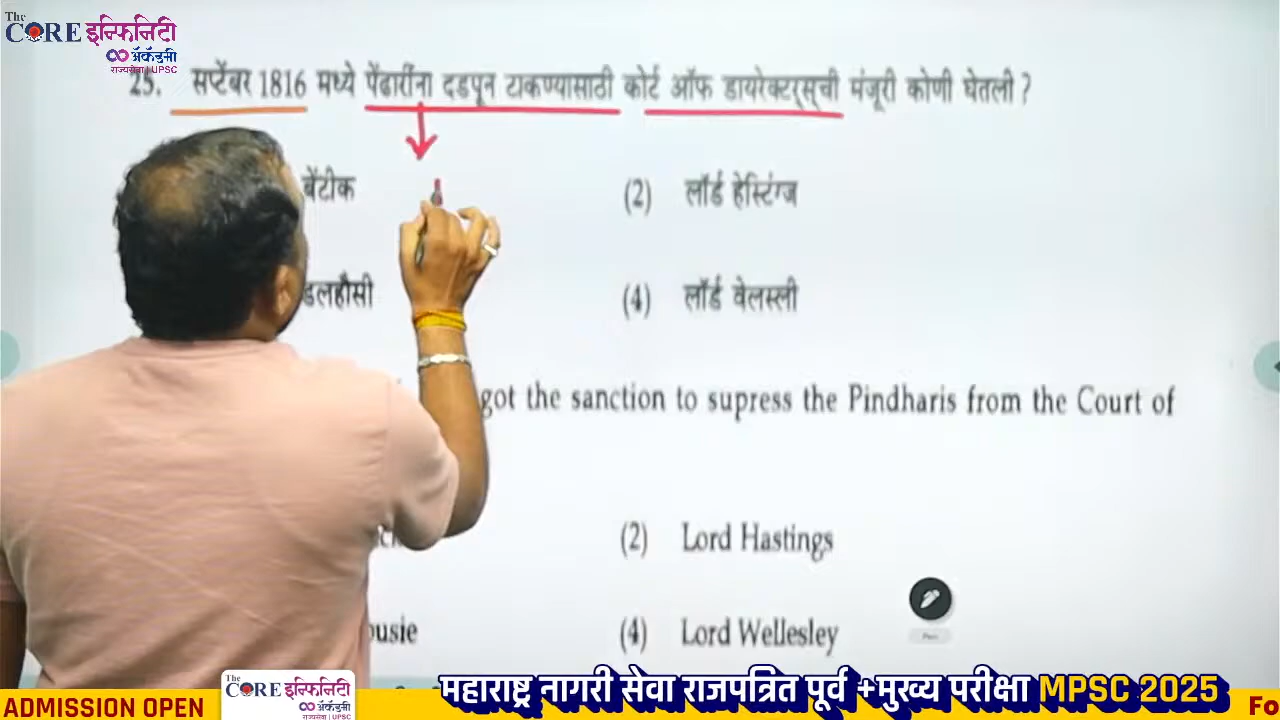 The
CORE इन्फिनिटी
अ‍ॅकॅडमी
राज्यसेवा | UPSC
25. सप्टेंबर 1816 मध्ये पेंढारींना दडपून टाकण्यासाठी कोर्ट ऑफ डायरेक्टर्सची मंजूरी कोणी घेतली ?
बेंटीक (2) लॉर्ड हेस्टिंग्ज
डलहौसी (4) लॉर्ड वेलस्ली
got the sanction to supress the Pindharis from the Court of
(2) Lord Hastings
ousie (4) Lord Wellesley
Pen
ADMISSION OPEN
The
CORE इन्फिनिटी
अ‍ॅकॅडमी
राज्यसेवा | UPSC
महाराष्ट्र नागरी सेवा राजपत्रित पूर्व +मुख्य परीक्षा MPSC 2025
Fo